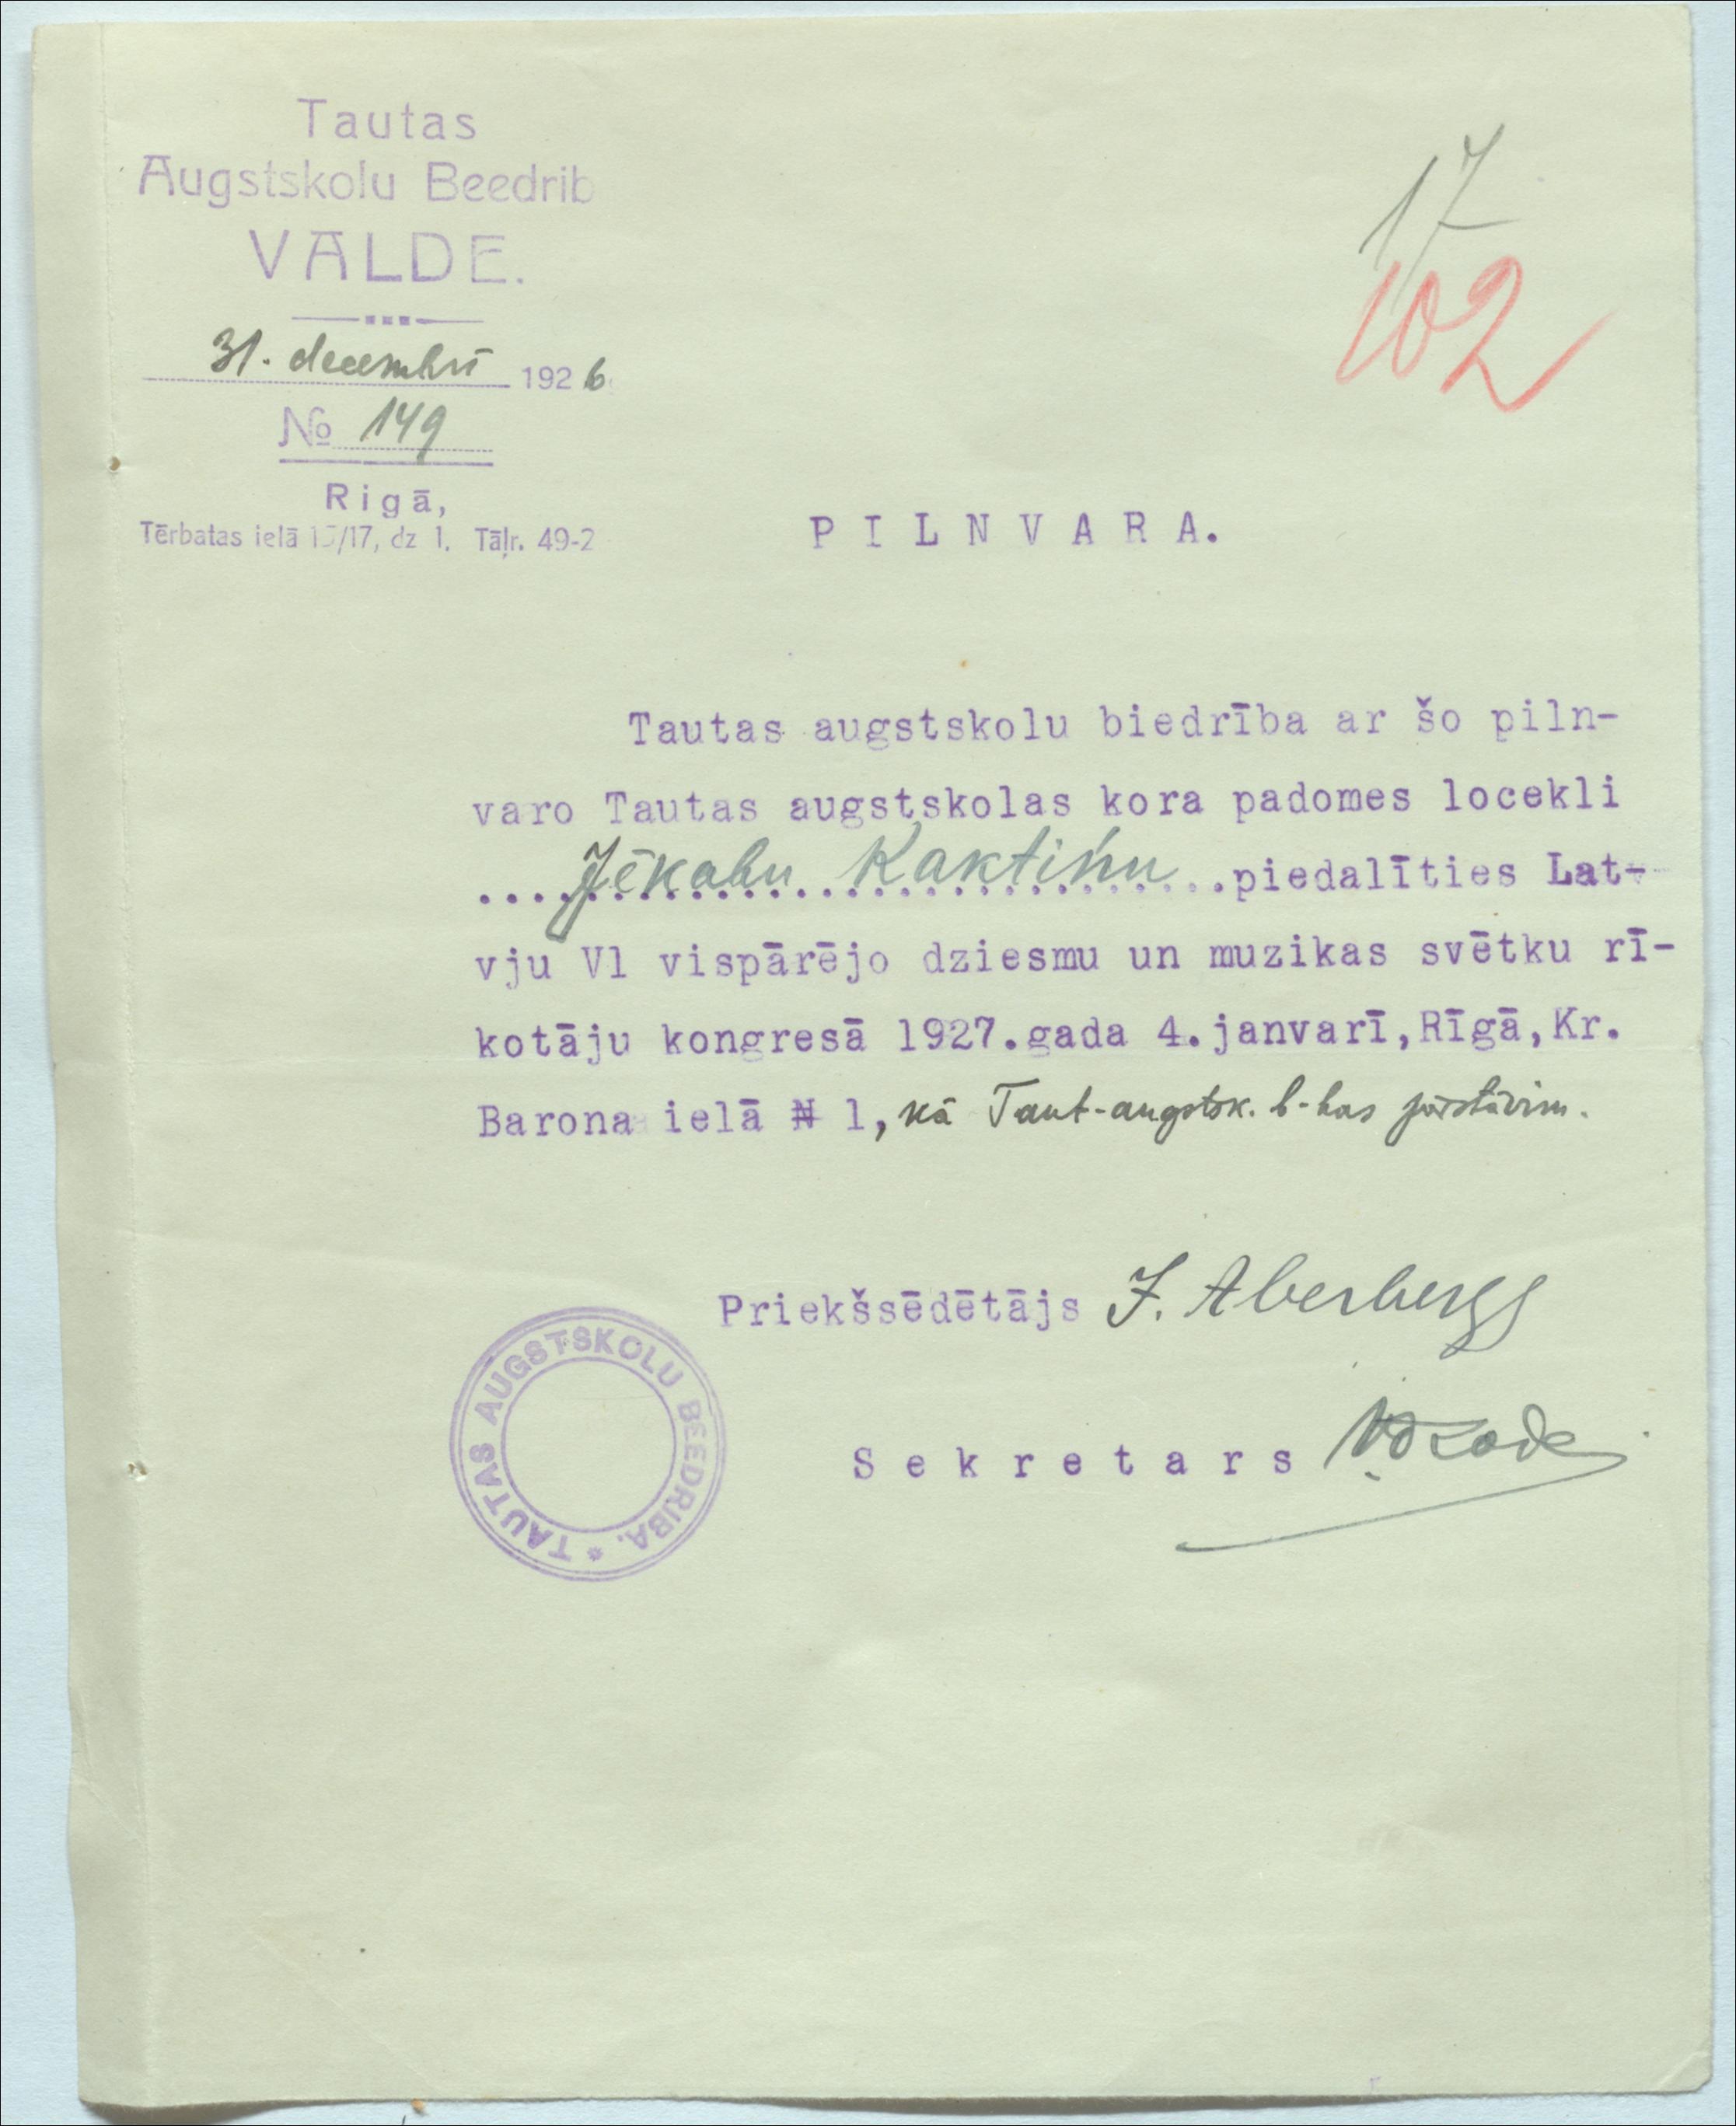 Tautas
Augstskolu Beedrib
VALDE.
31. decembrī 1926
№ 149
Rigā,
Tērbatas ielā 15/17, dz 1. Tāļr. 49-2
17
102
PILNVARA.
Tautas augstskolu biedrība ar šo piln-
varo Tautas augstskolas kora padomes locekli
....Jēkabu Kaktiņu....piedalīties Lat-
vju Vl vispārējo dziesmu un muzikas svētku rī-
kotāju kongresā 1927.gada 4.janvarī,Rīgā,Kr.
Barona ielā № 1, kā Taut-augstsk. b-bas pārstāvim.
Priekšsēdētājs J. Aberbergs
Sekretars
TAUTAS AUGSTSKOLU BEEDRIBA. *